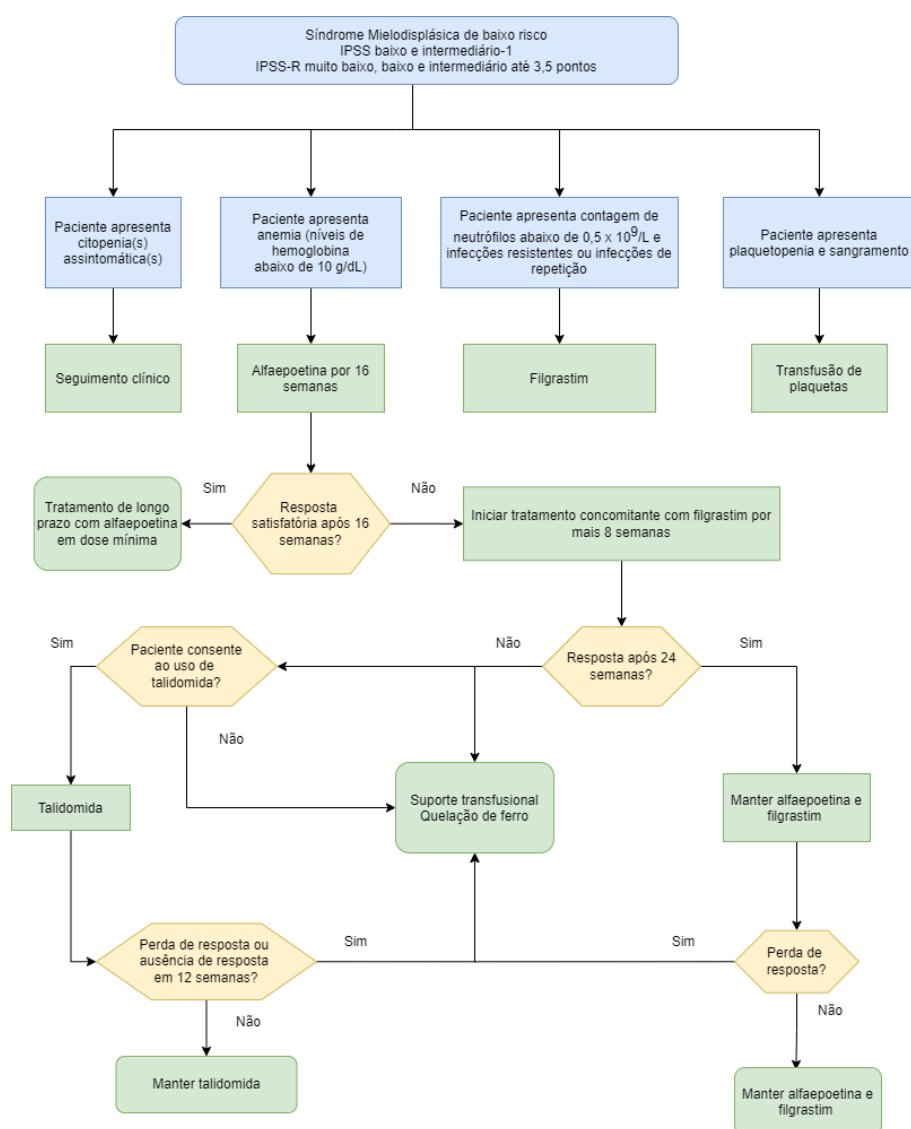 Síndrome Mielodisplásica de baixo risco
IPSS baixo e intermediário-1
IPSS-R muito baixo, baixo e intermediário até 3,5 pontos
Paciente apresenta
citopenia(s)
assintomática(s)
Paciente apresenta
anemia (níveis de
hemoglobina
abaixo de 10 g/dL)
Paciente apresenta contagem de
neutrófilos abaixo de 0,5 x 10⁹/L e
infecções resistentes ou infecções de
repetição
Paciente apresenta
plaquetopenia e sangramento
Seguimento clínico
Alfaepoetina por 16
semanas
Filgrastim
Transfusão de
plaquetas
Sim
Não
Tratamento de longo
prazo com alfaepoetina
em dose mínima
Resposta
satisfatória após 16
semanas?
Iniciar tratamento concomitante com filgrastim por
mais 8 semanas
Sim
Paciente consente
ao uso de
talidomida?
Não
Resposta após 24
semanas?
Sim
Não
Talidomida
Suporte transfusional
Quelação de ferro
Manter alfaepoetina e
filgrastim
Perda de resposta ou
ausência de resposta
em 12 semanas?
Sim
Sim
Perda de
resposta?
Não
Não
Manter talidomida
Manter alfaepoetina e
filgrastim